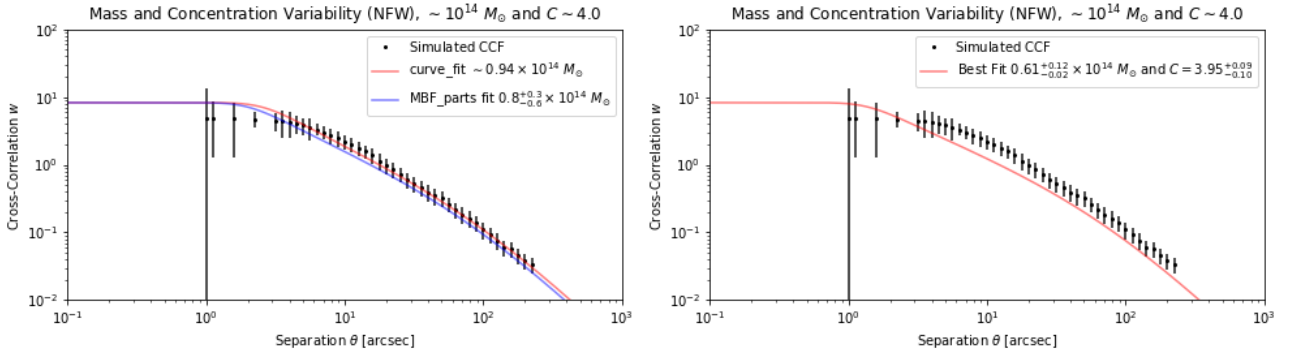 Mass and Concentration Variability (NFW), ∼ 10^14 M_⊙ and C ∼ 4.0
Simulated CCF
curve_fit ∼ 0.94 × 10^14 M_⊙
MBF_parts fit 0.8^{+0.3}_{−0.6} × 10^14 M_⊙
Cross-Correlation w
10^2
10^1
10^0
10^−1
10^−2
10^−1 10^0 10^1 10^2 10^3
Separation θ [arcsec]
Mass and Concentration Variability (NFW), ∼ 10^14 M_⊙ and C ∼ 4.0
Simulated CCF
Best Fit 0.61^{+0.12}_{−0.02} × 10^14 M_⊙ and C = 3.95^{+0.09}_{−0.10}
Cross-Correlation w
10^2
10^1
10^0
10^−1
10^−2
10^−1 10^0 10^1 10^2 10^3
Separation θ [arcsec]